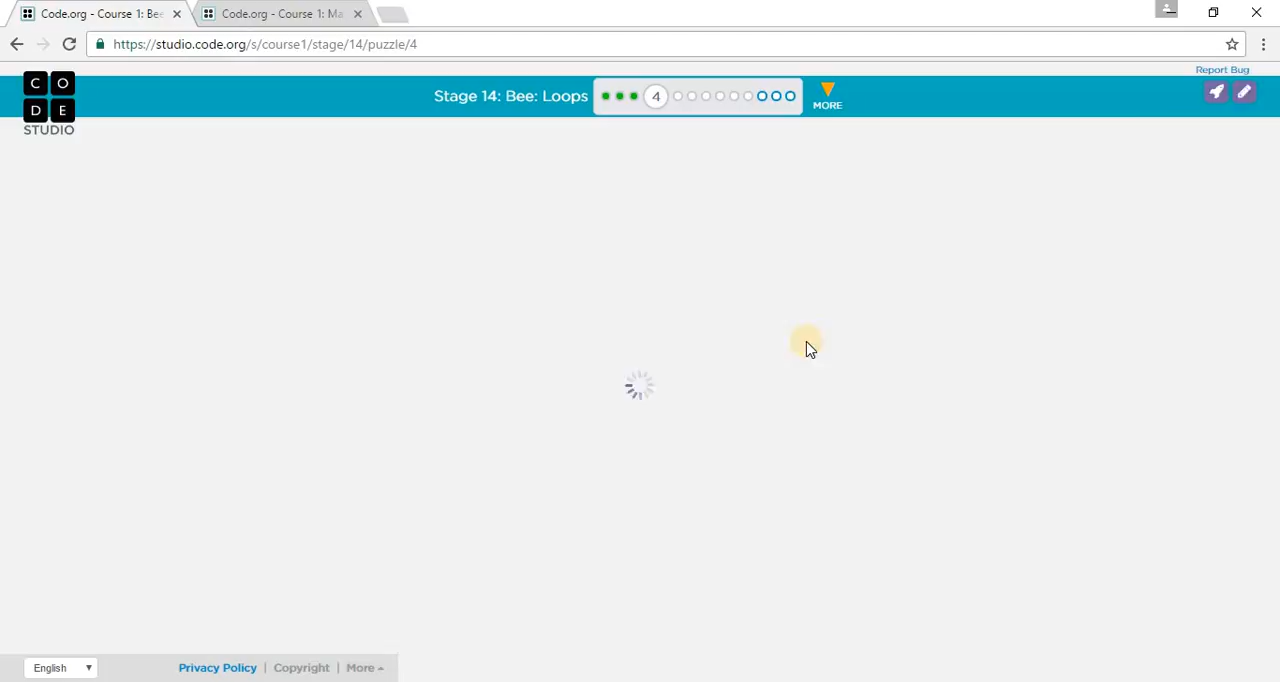 Code.org - Course 1: Bee
Code.org - Course 1: Ma
https://studio.code.org/s/course1/stage/14/puzzle/4
Report Bug
C O
D E
STUDIO
Stage 14: Bee: Loops
4
MORE
English
Privacy Policy | Copyright | More